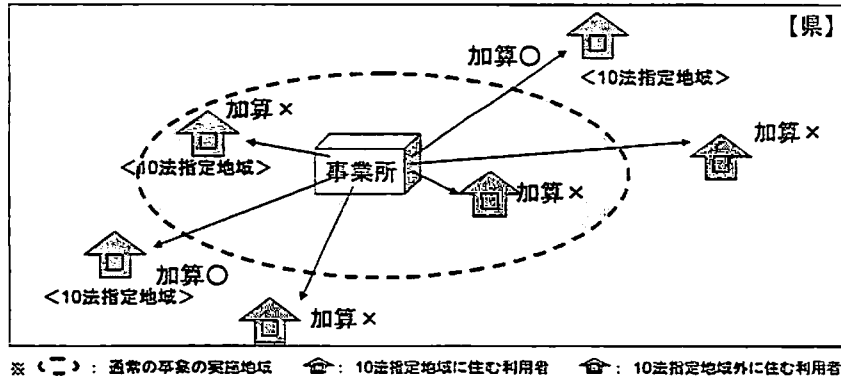 【県】
加算○
<10法指定地域>
加算×
<10法指定地域>
加算×
事業所
加算×
加算○
<10法指定地域>
加算×
※ : 通常の事業の実施地域 : 10法指定地域に住む利用者 : 10法指定地域外に住む利用者